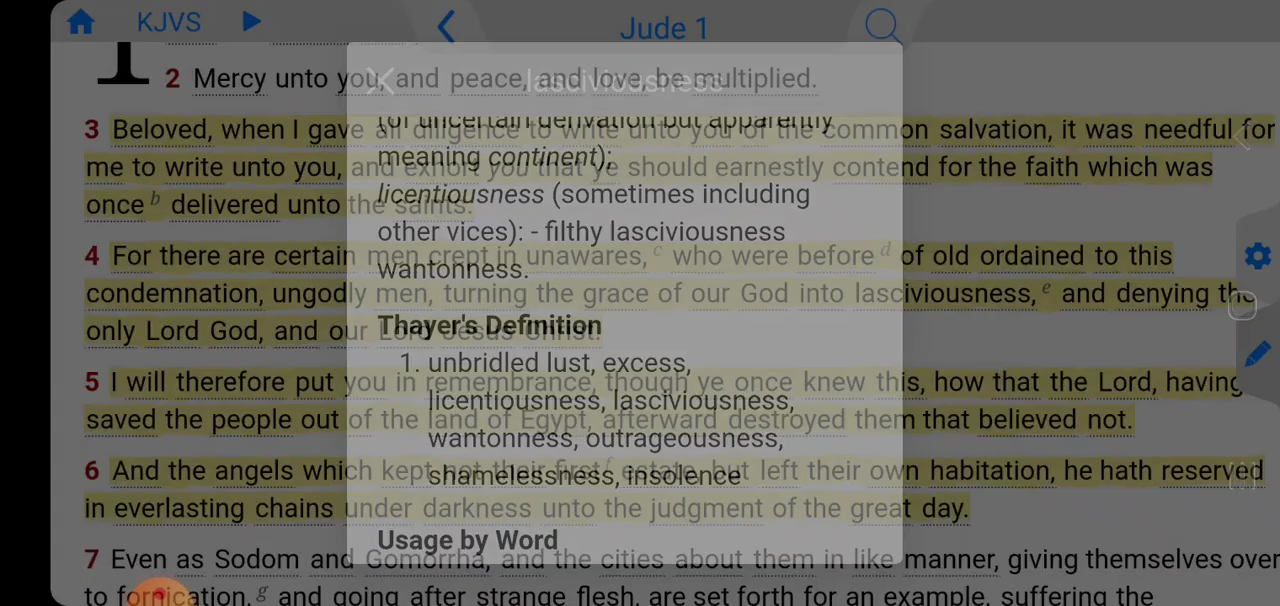 KJVS Jude 1
2 Mercy unto you, and peace, and love, be multiplied.
3 Beloved, when I gave all diligence to write unto you of the common salvation, it was needful for
me to write unto you, and exhort you that ye should earnestly contend for the faith which was
once b delivered unto the saints.
4 For there are certain men crept in unawares, c who were before d of old ordained to this
condemnation, ungodly men, turning the grace of our God into lasciviousness, e and denying the
only Lord God, and our Lord Jesus Christ.
5 I will therefore put you in remembrance, though ye once knew this, how that the Lord, having
saved the people out of the land of Egypt, afterward destroyed them that believed not.
6 And the angels which kept not their first f estate, but left their own habitation, he hath reserved
in everlasting chains under darkness unto the judgment of the great day.
7 Even as Sodom and Gomorrha, and the cities about them in like manner, giving themselves over
to fornication, g and going after strange flesh, are set forth for an example, suffering the
lasciviousness
(of uncertain derivation but apparently
meaning continent);
licentiousness (sometimes including
other vices): - filthy lasciviousness
wantonness.
Thayer's Definition
1. unbridled lust, excess,
licentiousness, lasciviousness,
wantonness, outrageousness,
shamelessness, insolence
Usage by Word